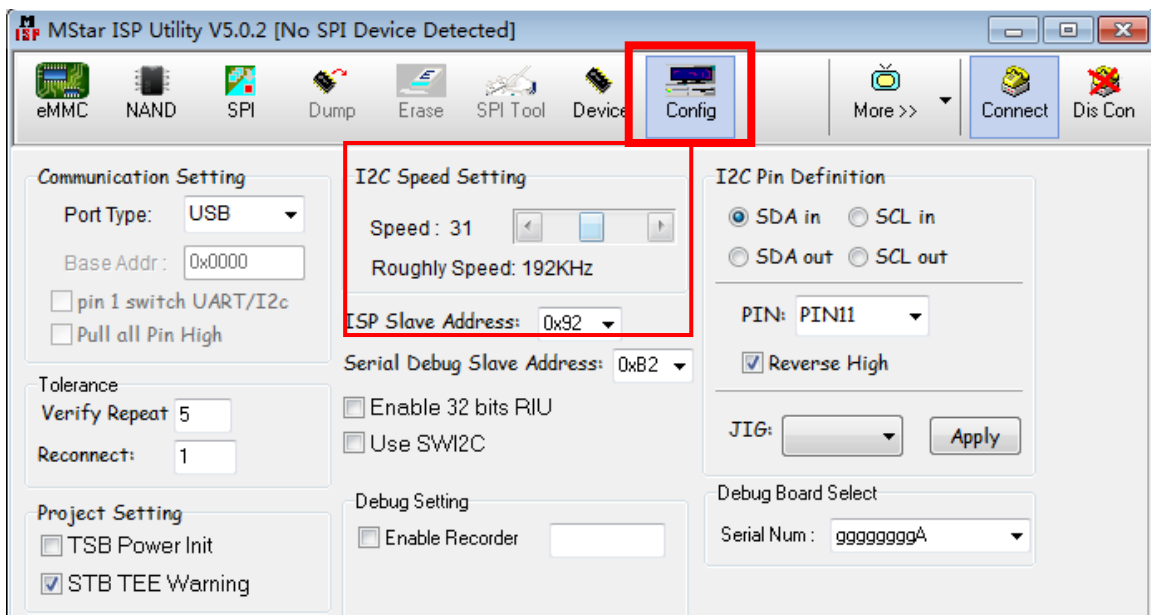 MStar ISP Utility V5.0.2 [No SPI Device Detected]
eMMC NAND SPI Dump Erase SPI Tool Device Config More >> Connect Dis Con
Communication Setting
Port Type: USB
Base Addr : 0x0000
pin 1 switch UART/I2c
Pull all Pin High
Tolerance
Verify Repeat 5
Reconnect: 1
Project Setting
TSB Power Init
STB TEE Warning
I2C Speed Setting
Speed : 31
Roughly Speed: 192KHz
ISP Slave Address: 0x92
Serial Debug Slave Address: 0xB2
Enable 32 bits RIU
Use SWI2C
Debug Setting
Enable Recorder
I2C Pin Definition
SDA in SCL in
SDA out SCL out
PIN: PIN11
Reverse High
JIG: Apply
Debug Board Select
Serial Num : ggggggggA